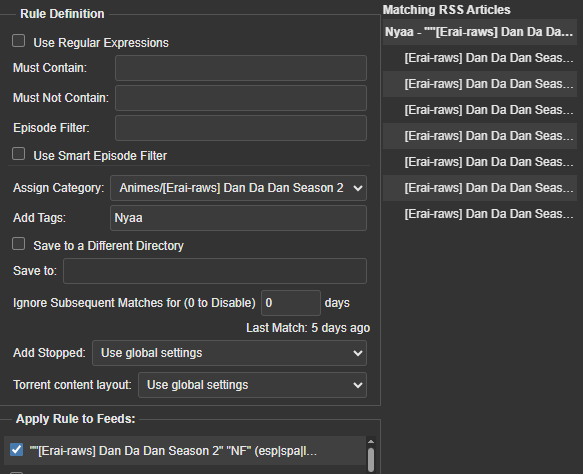 Rule Definition
Use Regular Expressions
Must Contain:
Must Not Contain:
Episode Filter:
Use Smart Episode Filter
Assign Category: Animes/[Erai-raws] Dan Da Dan Season 2
Add Tags: Nyaa
Save to a Different Directory
Save to:
Ignore Subsequent Matches for (0 to Disable) 0 days
Last Match: 5 days ago
Add Stopped: Use global settings
Torrent content layout: Use global settings
Apply Rule to Feeds:
""[Erai-raws] Dan Da Dan Season 2" "NF" (esp|spa|l...
Matching RSS Articles
Nyaa - ""[Erai-raws] Dan Da Da...
[Erai-raws] Dan Da Dan Seas...
[Erai-raws] Dan Da Dan Seas...
[Erai-raws] Dan Da Dan Seas...
[Erai-raws] Dan Da Dan Seas...
[Erai-raws] Dan Da Dan Seas...
[Erai-raws] Dan Da Dan Seas...
[Erai-raws] Dan Da Dan Seas...